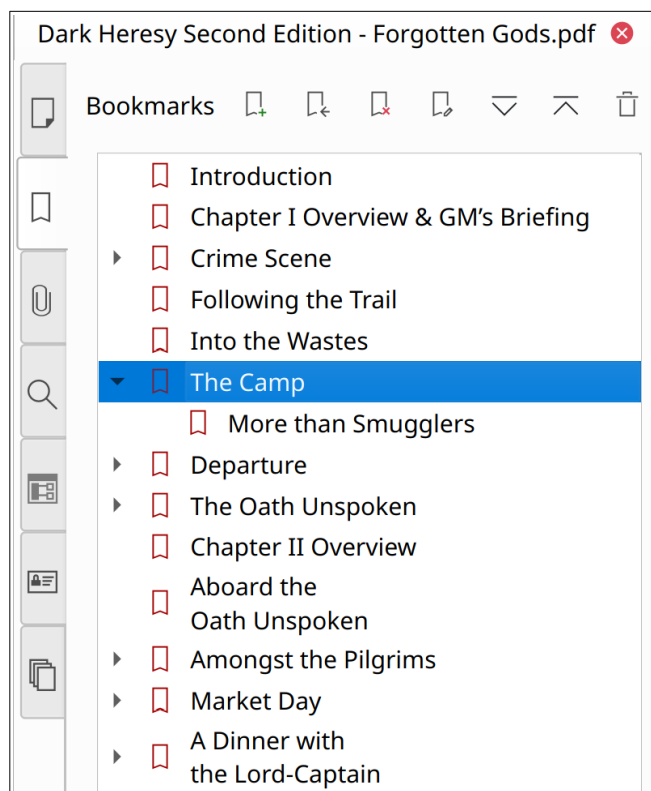 Dark Heresy Second Edition - Forgotten Gods.pdf
Bookmarks
Introduction
Chapter I Overview & GM’s Briefing
Crime Scene
Following the Trail
Into the Wastes
The Camp
More than Smugglers
Departure
The Oath Unspoken
Chapter II Overview
Aboard the
Oath Unspoken
Amongst the Pilgrims
Market Day
A Dinner with
the Lord-Captain